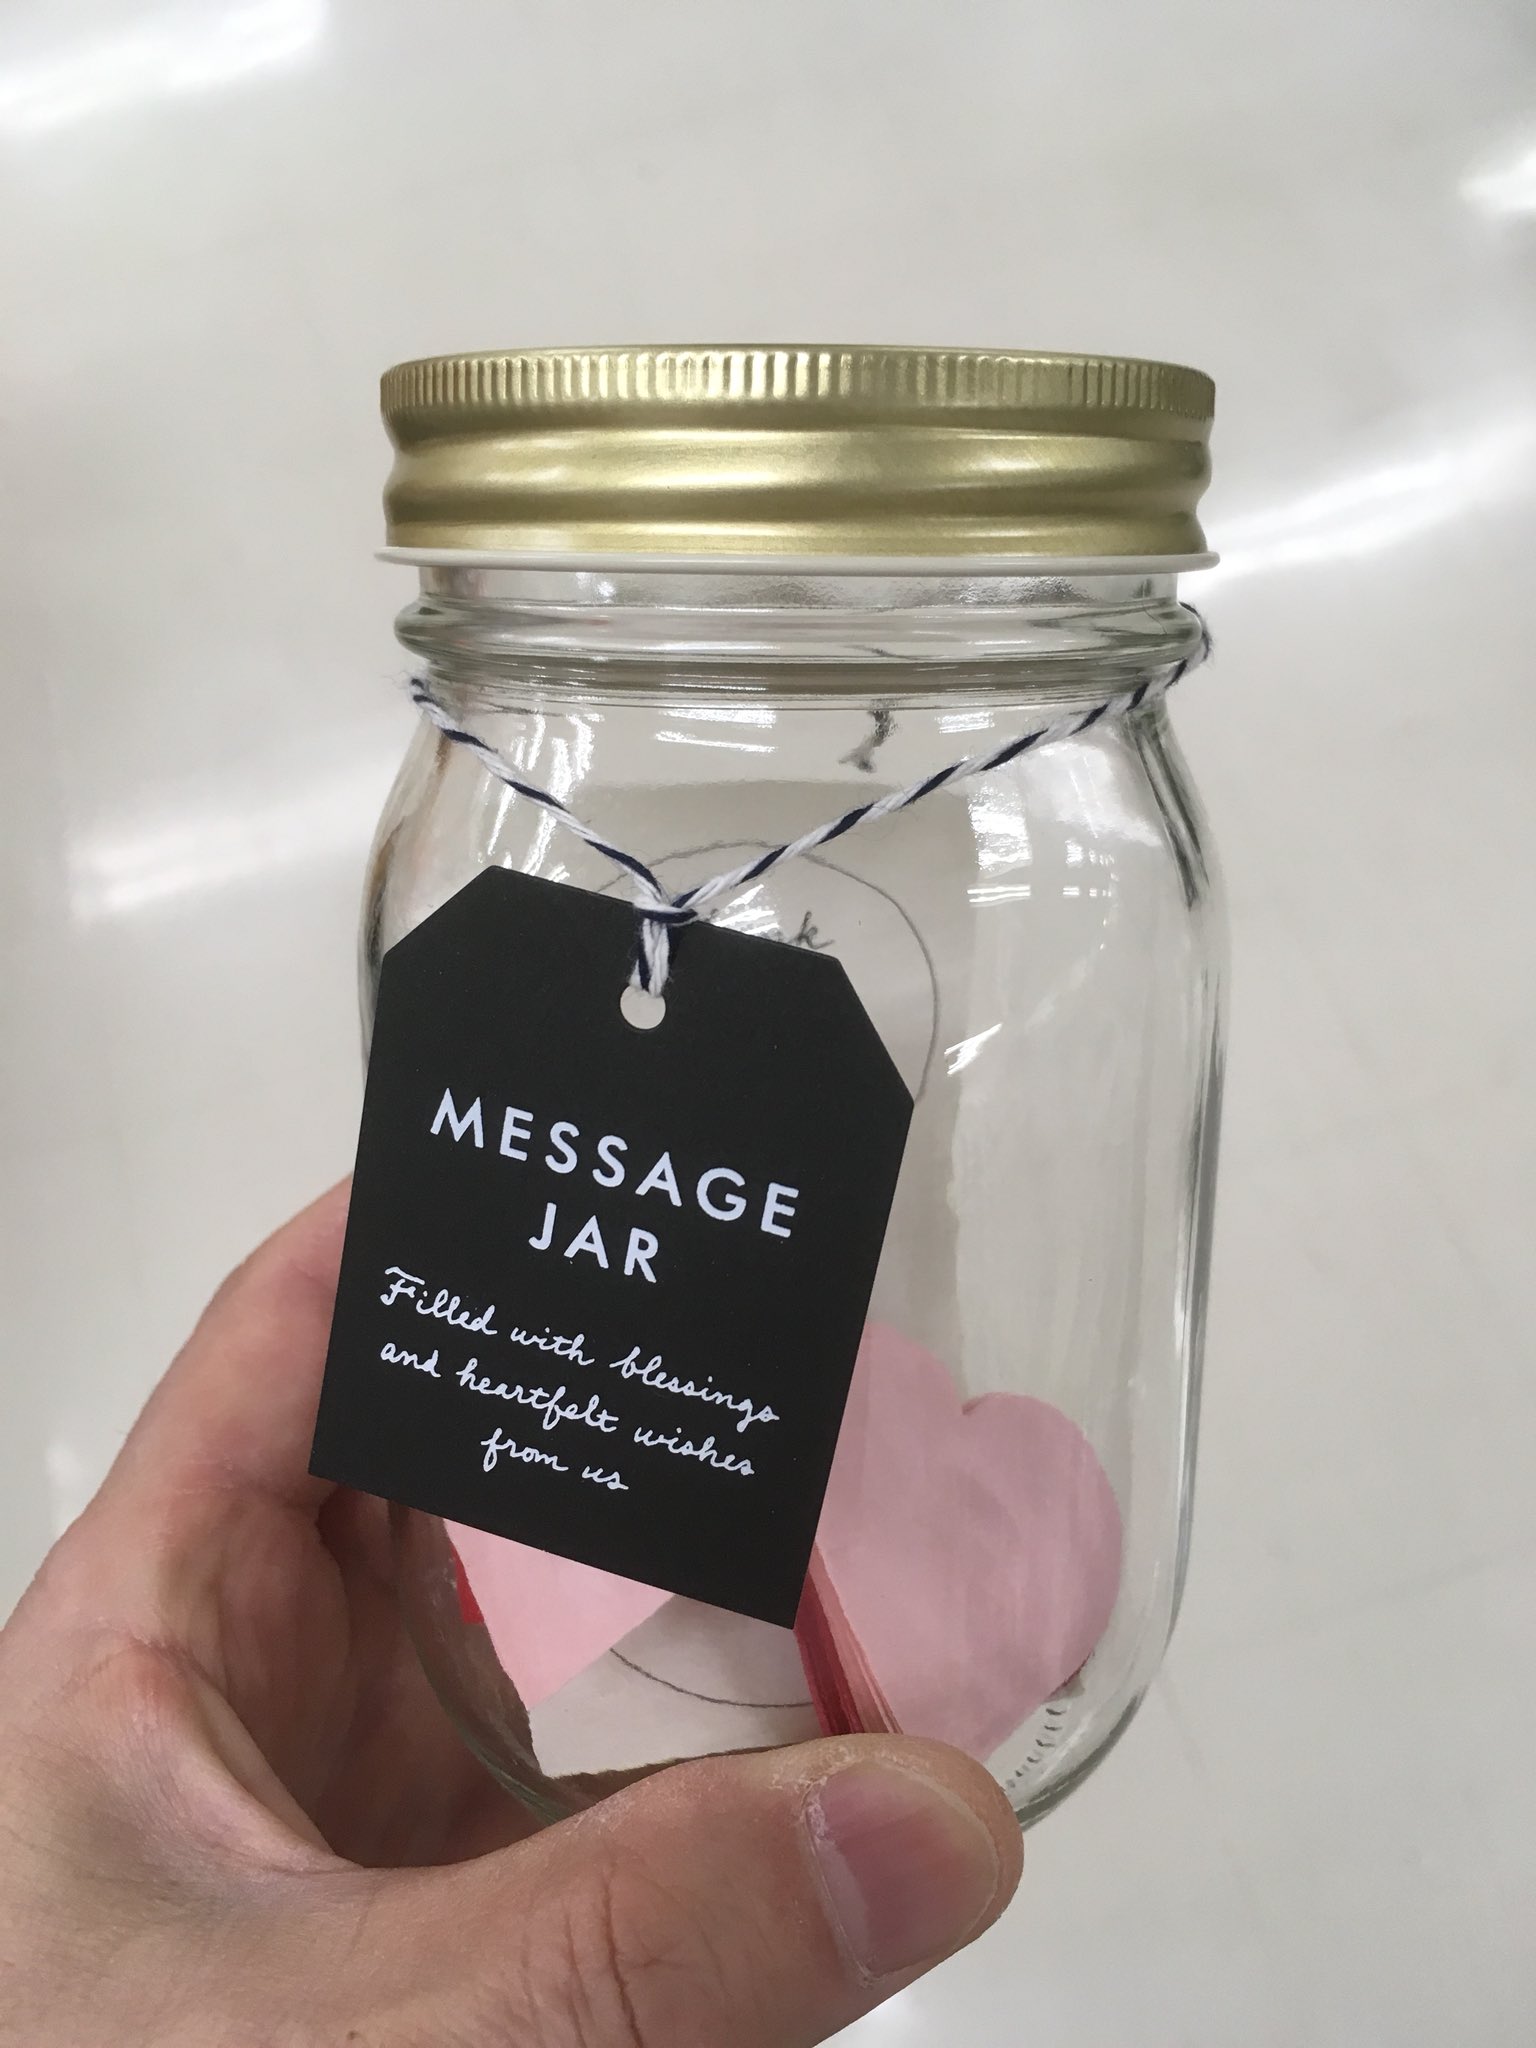 MESSAGE
JAR
Filled with blessings
and heartfelt wishes
from us